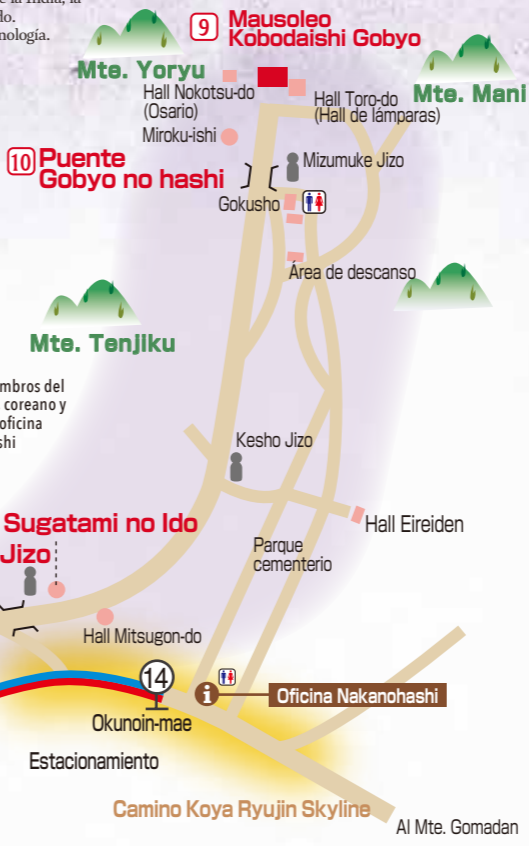 e la India, la
do.
nología.
9 Mausoleo
Kobodaishi Gobyo
Mte. Yoryu
Hall Nokotsu-do
(Osario)
Hall Toro-do
(Hall de lámparas)
Mte. Mani
Miroku-ishi
10 Puente
Gobyo no hashi
Mizumuke Jizo
Gokusho
Área de descanso
Mte. Tenjiku
mbros del
coreano y
oficina
shi
Kesho Jizo
Sugatami no Ido
Jizo
Hall Eireiden
Parque
cementerio
Hall Mitsugon-do
14
i
Oficina Nakanohashi
Okunoin-mae
Estacionamiento
Camino Koya Ryujin Skyline
Al Mte. Gomadan